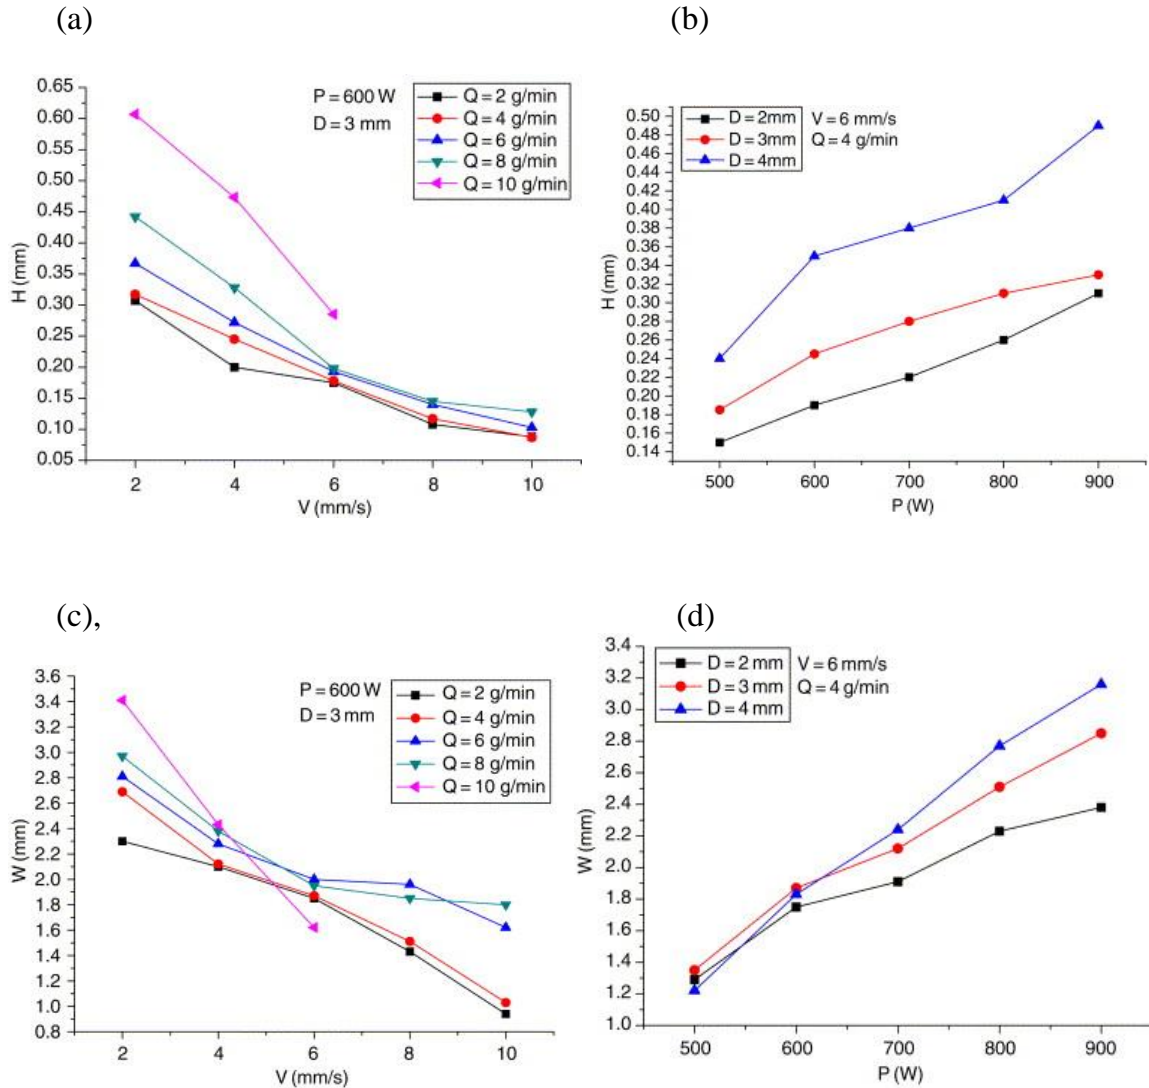 (a)
(b)
P = 600 W
D = 3 mm
Q = 2 g/min
Q = 4 g/min
Q = 6 g/min
Q = 8 g/min
Q = 10 g/min
0.65
0.60
0.55
0.50
0.45
0.40
0.35
0.30
0.25
0.20
0.15
0.10
0.05
H (mm)
2 4 6 8 10
V (mm/s)
D = 2mm
D = 3mm
D = 4mm
V = 6 mm/s
Q = 4 g/min
0.50
0.48
0.46
0.44
0.42
0.40
0.38
0.36
0.34
0.32
0.30
0.28
0.26
0.24
0.22
0.20
0.18
0.16
0.14
H (mm)
500 600 700 800 900
P (W)
(c),
(d)
P = 600 W
D = 3 mm
Q = 2 g/min
Q = 4 g/min
Q = 6 g/min
Q = 8 g/min
Q = 10 g/min
3.6
3.4
3.2
3.0
2.8
2.6
2.4
2.2
2.0
1.8
1.6
1.4
1.2
1.0
0.8
W (mm)
2 4 6 8 10
V (mm/s)
D = 2 mm
D = 3 mm
D = 4 mm
V = 6 mm/s
Q = 4 g/min
3.4
3.2
3.0
2.8
2.6
2.4
2.2
2.0
1.8
1.6
1.4
1.2
1.0
W (mm)
500 600 700 800 900
P (W)